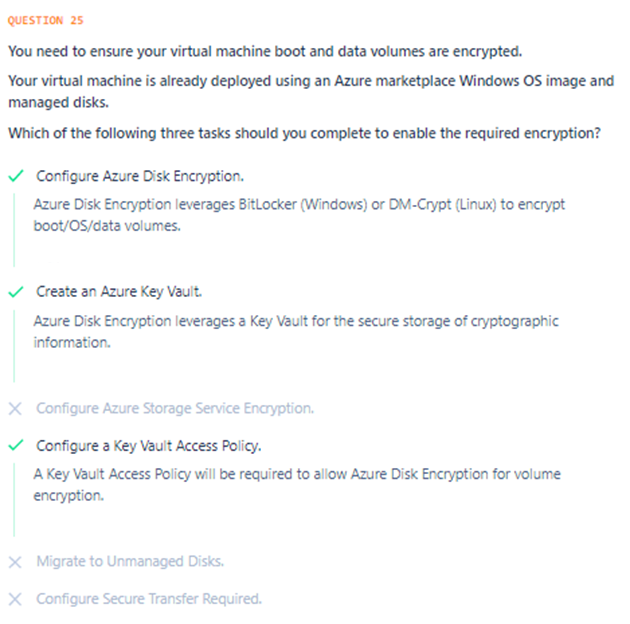 QUESTION 25
You need to ensure your virtual machine boot and data volumes are encrypted.
Your virtual machine is already deployed using an Azure marketplace Windows OS image and
managed disks.
Which of the following three tasks should you complete to enable the required encryption?
Configure Azure Disk Encryption.
Azure Disk Encryption leverages BitLocker (Windows) or DM-Crypt (Linux) to encrypt
boot/OS/data volumes.
Create an Azure Key Vault.
Azure Disk Encryption leverages a Key Vault for the secure storage of cryptographic
information.
Configure Azure Storage Service Encryption.
Configure a Key Vault Access Policy.
A Key Vault Access Policy will be required to allow Azure Disk Encryption for volume
encryption.
Migrate to Unmanaged Disks.
Configure Secure Transfer Required.